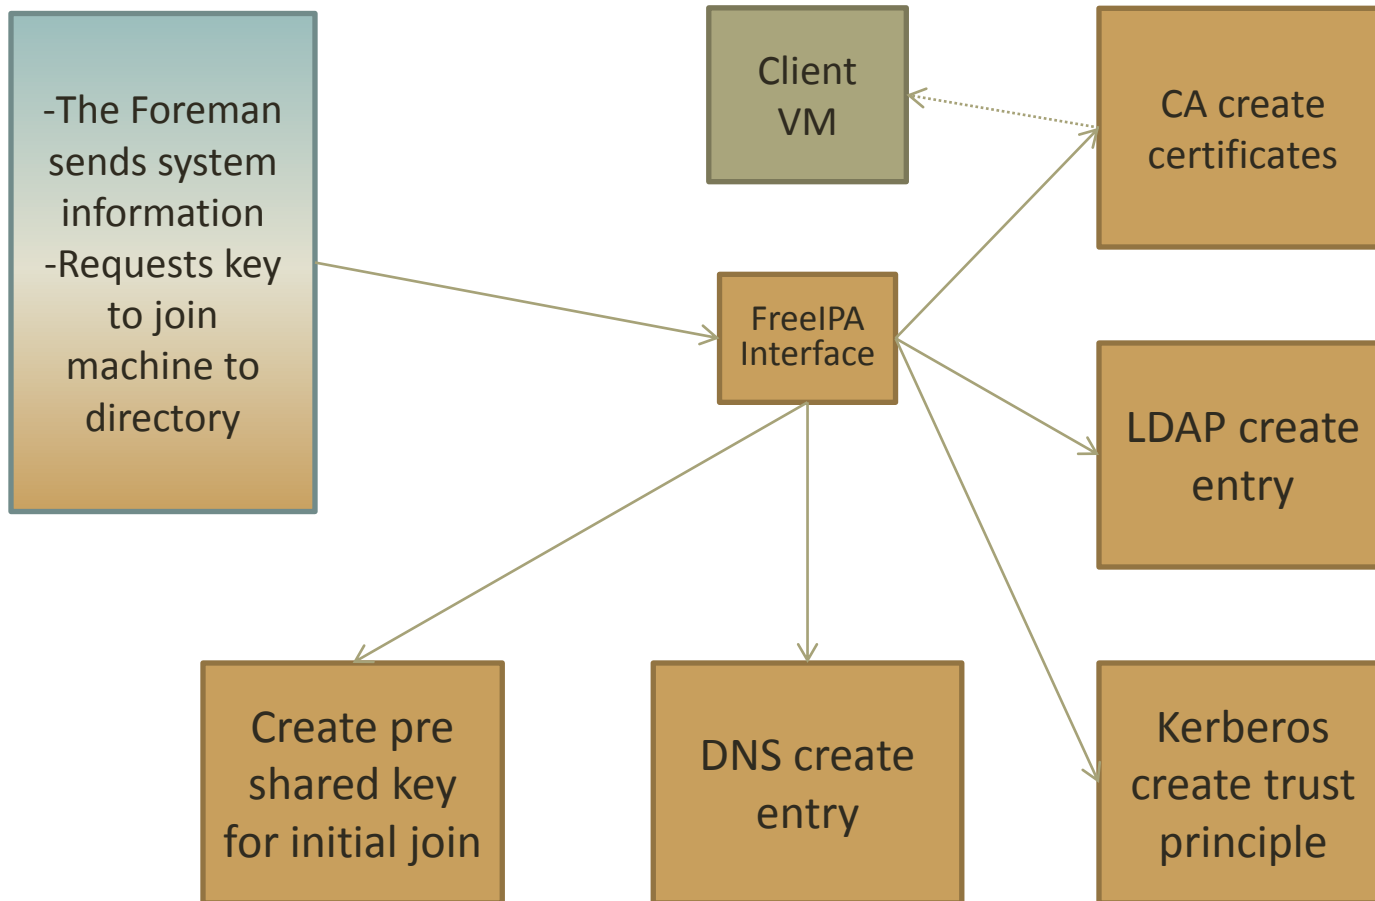 -The Foreman
sends system
information
-Requests key
to join
machine to
directory
Client
VM
CA create
certificates
FreeIPA
Interface
LDAP create
entry
Create pre
shared key
for initial join
DNS create
entry
Kerberos
create trust
principle